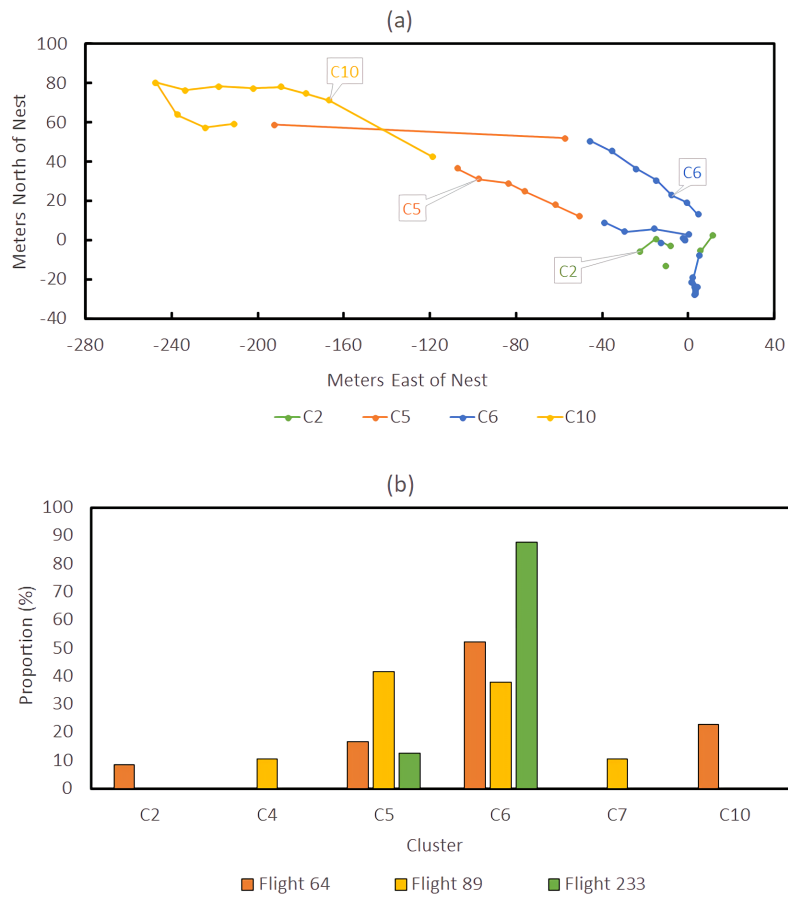 (a)
100
80
60
40
20
0
-20
-40
Meters North of Nest
C10
C6
C5
C2
-280 -240 -200 -160 -120 -80 -40 0 40
Meters East of Nest
C2 C5 C6 C10
(b)
100
90
80
70
60
50
40
30
20
10
0
Proportion (%)
C2 C4 C5 C6 C7 C10
Cluster
Flight 64 Flight 89 Flight 233